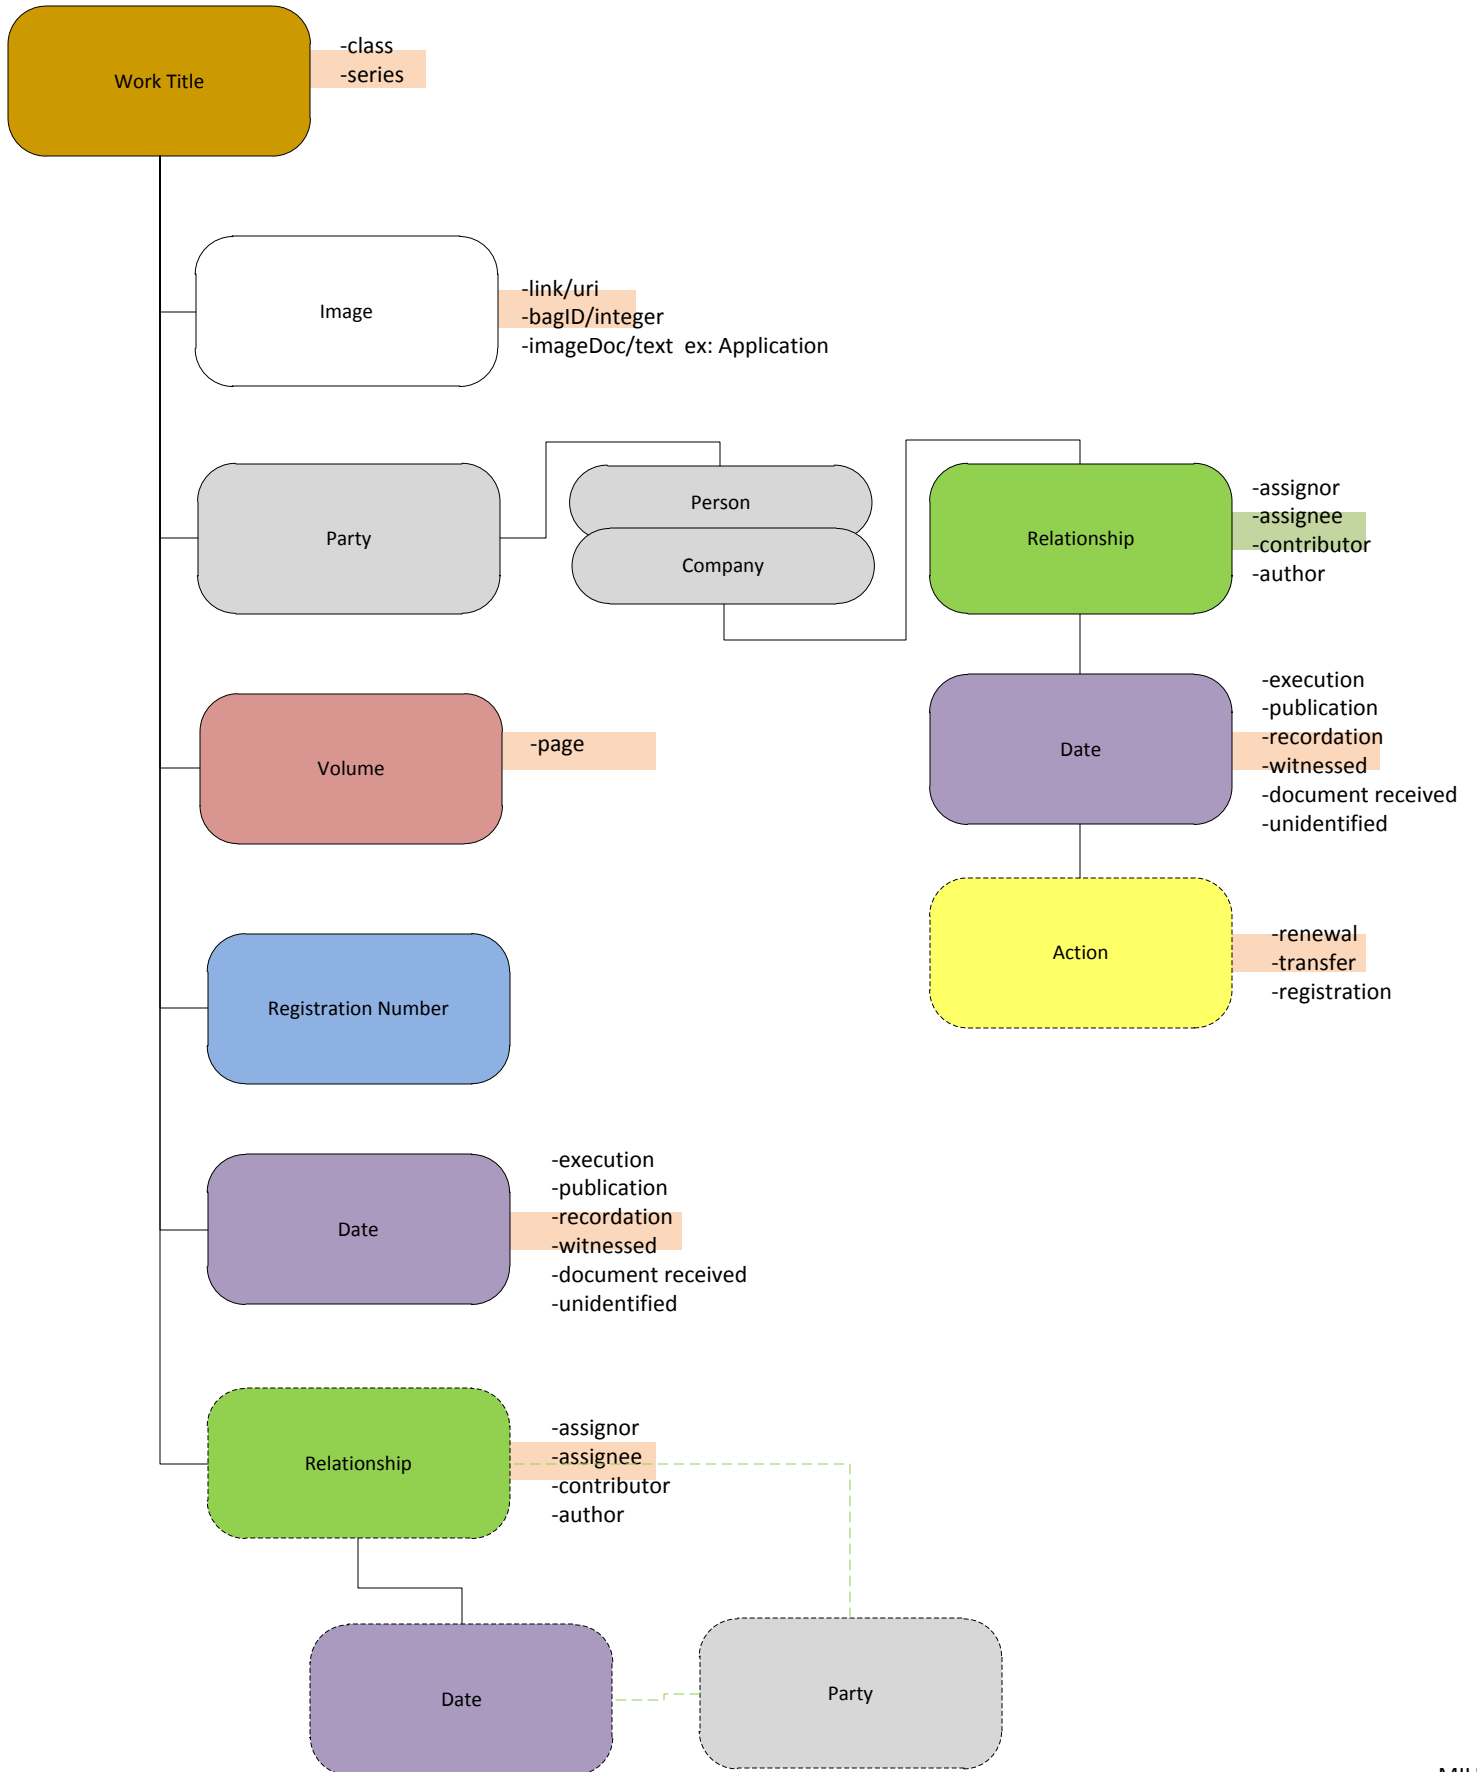 Work Title
-class
-series
Image
-link/uri
-bagID/integer
-imageDoc/text  ex: Application
Party
Person
Company
Relationship
-assignor
-assignee
-contributor
-author
Date
-execution
-publication
-recordation
-witnessed
-document received
-unidentified
Action
-renewal
-transfer
-registration
Volume
-page
Registration Number
Date
-execution
-publication
-recordation
-witnessed
-document received
-unidentified
Relationship
-assignor
-assignee
-contributor
-author
Date
Party